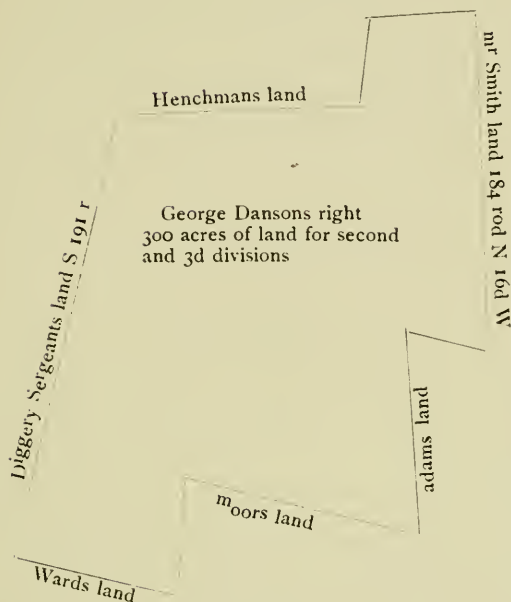 Henchmans land
mr Smith land 184 rod N 16d W
George Dansons right
300 acres of land for second
and 3d divisions
Diggery Sergeants land S 191 r
adams land
moors land
Wards land